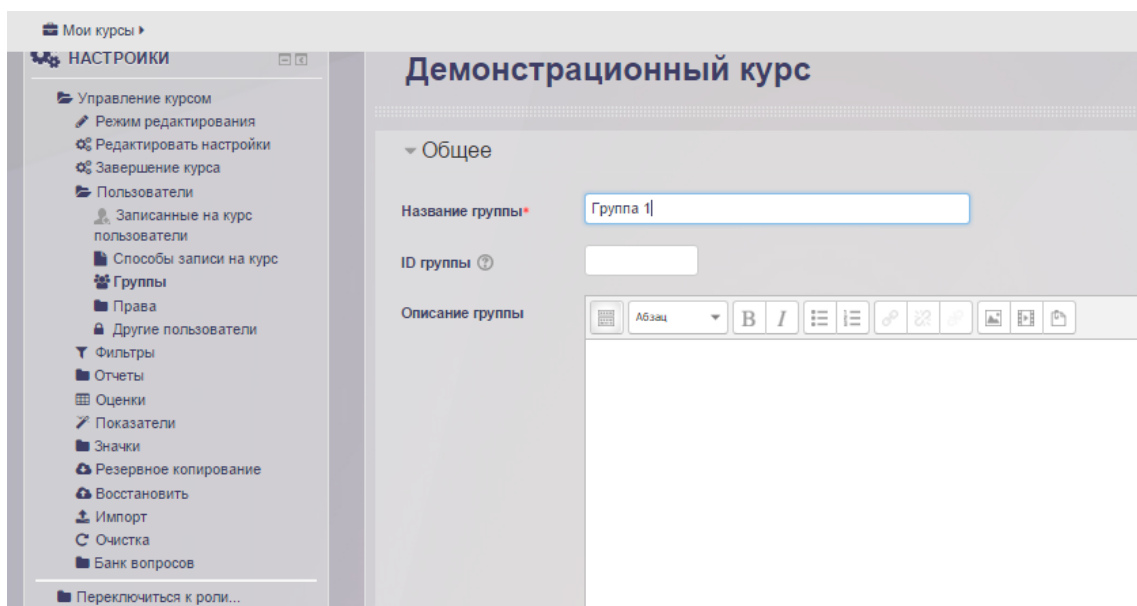 Мои курсы
НАСТРОЙКИ
Управление курсом
Режим редактирования
Редактировать настройки
Завершение курса
Пользователи
Записанные на курс
пользователи
Способы записи на курс
Группы
Права
Другие пользователи
Фильтры
Отчеты
Оценки
Показатели
Значки
Резервное копирование
Восстановить
Импорт
Очистка
Банк вопросов
Переключиться к роли...
Демонстрационный курс
Общее
Название группы*
Группа 1
ID группы ?
Описание группы
Абзац B I